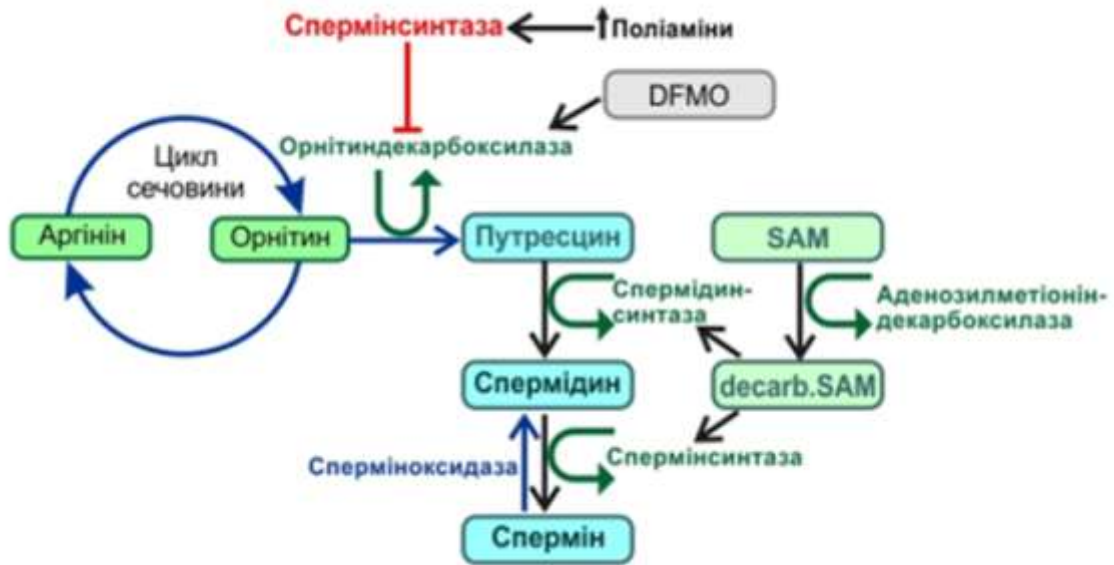 Спермінсинтаза
Поліаміни
DFMO
Орнітиндекарбоксилаза
Цикл
сечовини
Аргінін
Орнітин
Путресцин
SAM
Спермідин-
синтаза
Аденозилметіонін-
декарбоксилаза
Спермідин
decarb.SAM
Сперміноксидаза
Спермінсинтаза
Спермін